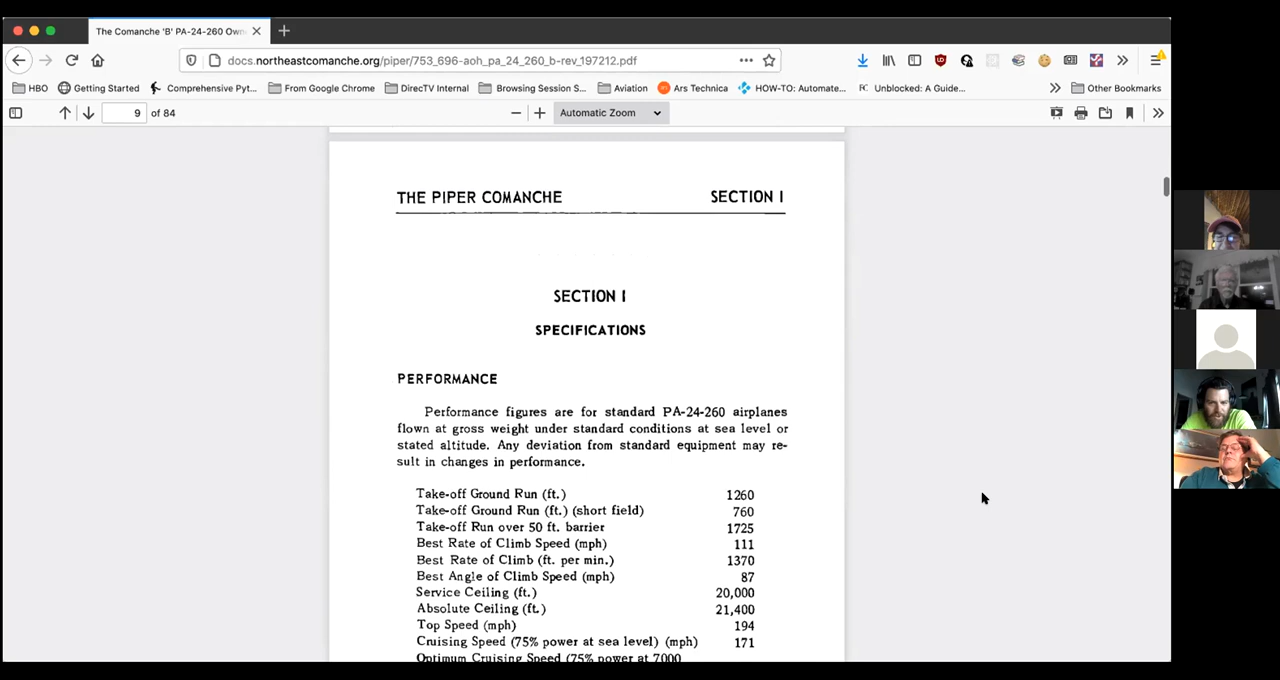 The Comanche 'B' PA-24-260 Own
docs.northeastcomanche.org/piper/753_696-aoh_pa_24_260_b-rev_197212.pdf
HBO Getting Started Comprehensive Pyt... From Google Chrome DirecTV Internal Browsing Session S... Aviation Ars Technica HOW-TO: Automate... Unblocked: A Guide... Other Bookmarks
9 of 84 Automatic Zoom
THE PIPER COMANCHE SECTION I
SECTION I
SPECIFICATIONS
PERFORMANCE
Performance figures are for standard PA-24-260 airplanes
flown at gross weight under standard conditions at sea level or
stated altitude. Any deviation from standard equipment may re-
sult in changes in performance.
Take-off Ground Run (ft.) 1260
Take-off Ground Run (ft.) (short field) 760
Take-off Run over 50 ft. barrier 1725
Best Rate of Climb Speed (mph) 111
Best Rate of Climb (ft. per min.) 1370
Best Angle of Climb Speed (mph) 87
Service Ceiling (ft.) 20,000
Absolute Ceiling (ft.) 21,400
Top Speed (mph) 194
Cruising Speed (75% power at sea level) (mph) 171
Optimum Cruising Speed (75% power at 7000